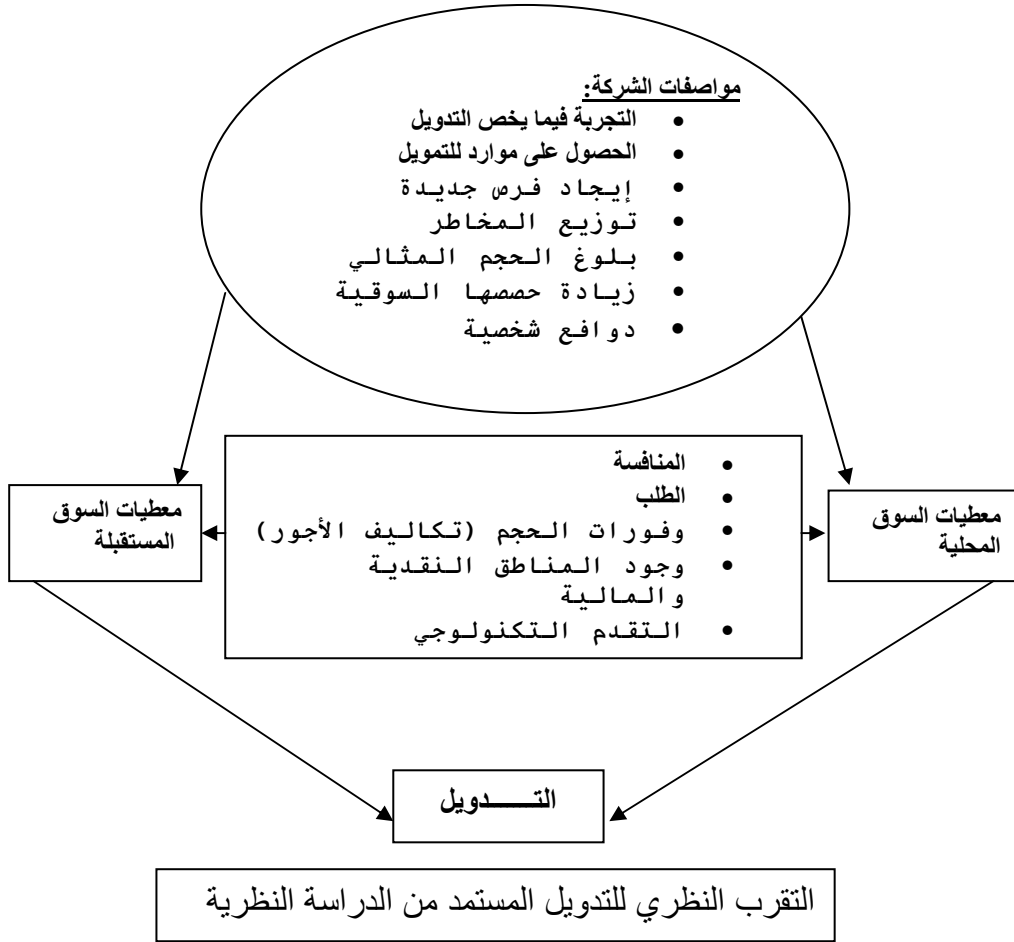 مواصفات الشركة:
• التجربة فيما يخص التدويل
• الحصول على موارد للتمويل
• إيجاد فرص جديدة
• توزيع المخاطر
• بلوغ الحجم المثالي
• زيادة حصصها السوقية
• دوافع شخصية
معطيات السوق
المحلية
• المنافسة
• الطلب
• وفورات الحجم (تكاليف الأجور)
• وجود المناطق النقدية
والمالية
• التقدم التكنولوجي
معطيات السوق
المستقبلة
التـــــدويل
التقرب النظري للتدويل المستمد من الدراسة النظرية